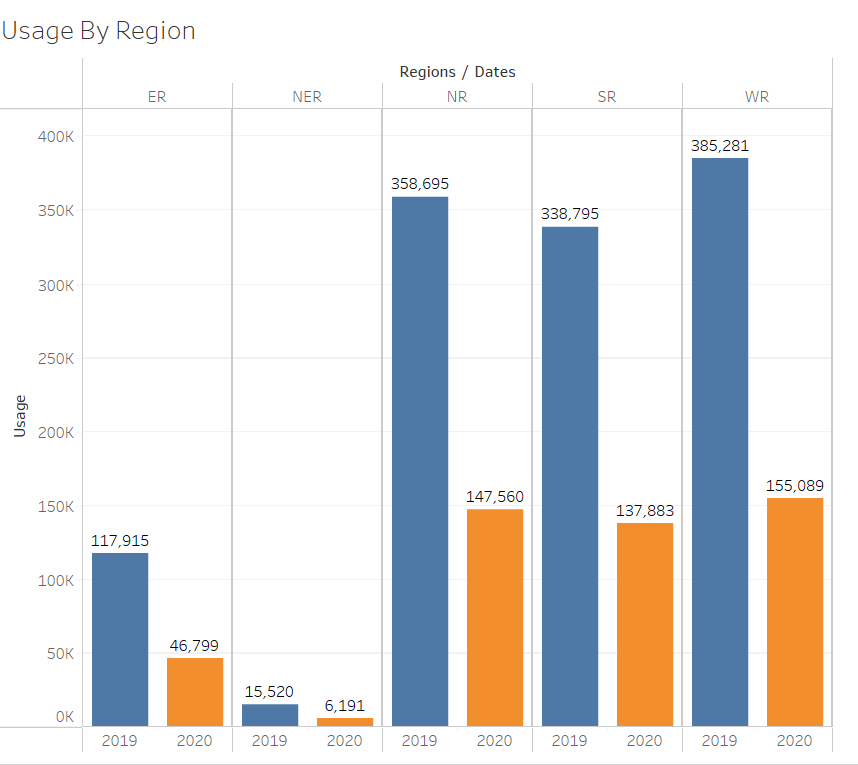 Usage By Region
Regions / Dates
ER NER NR SR WR
Usage
400K
350K
300K
250K
200K
150K
100K
50K
0K
117,915
46,799
15,520
6,191
358,695
147,560
338,795
137,883
385,281
155,089
2019 2020 2019 2020 2019 2020 2019 2020 2019 2020